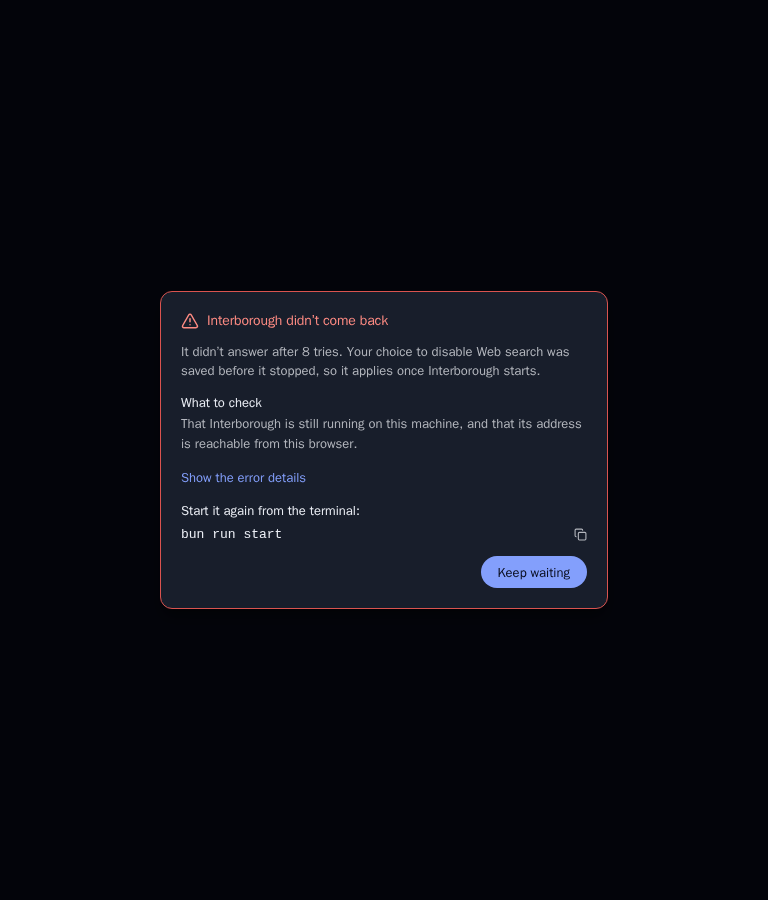 Interborough didn’t come back
It didn’t answer after 8 tries. Your choice to disable Web search was
saved before it stopped, so it applies once Interborough starts.
What to check
That Interborough is still running on this machine, and that its address
is reachable from this browser.
Show the error details
Start it again from the terminal:
bun run start
Keep waiting